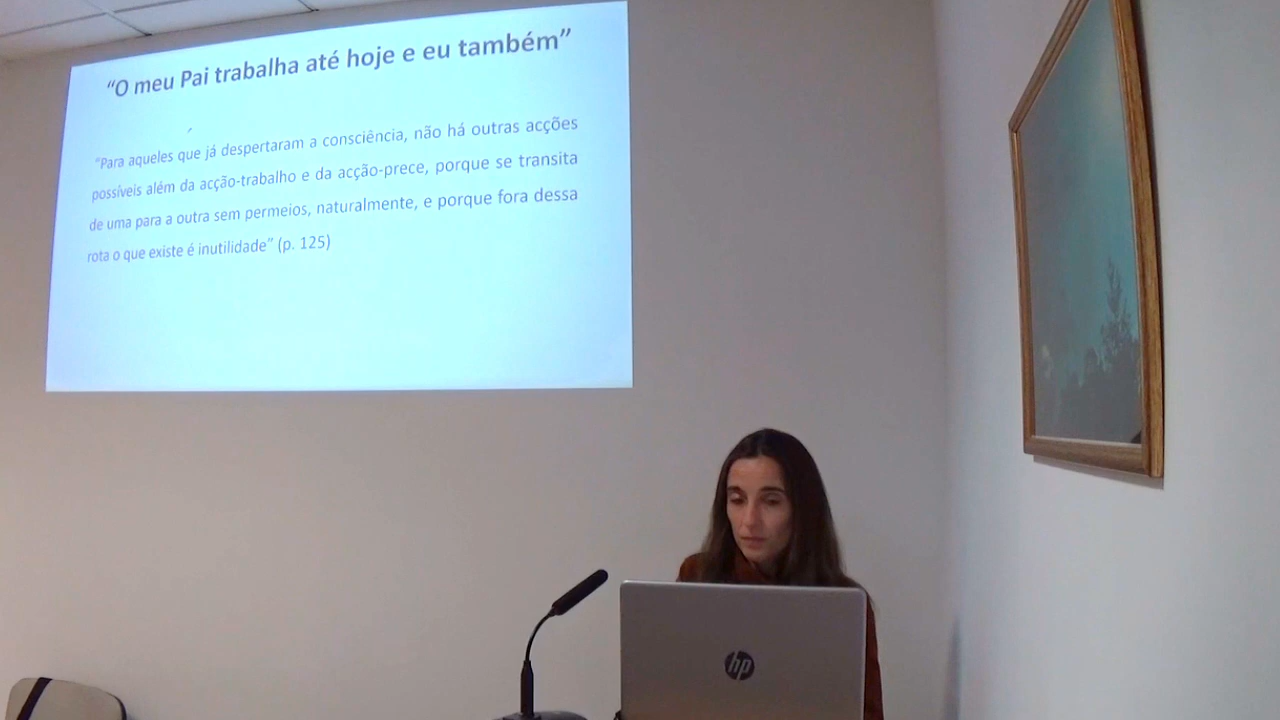 “O meu Pai trabalha até hoje e eu também”
“Para aqueles que já despertaram a consciência, não há outras acções
possíveis além da acção-trabalho e da acção-prece, porque se transita
de uma para a outra sem permeios, naturalmente, e porque fora dessa
rota o que existe é inutilidade” (p. 125)
hp